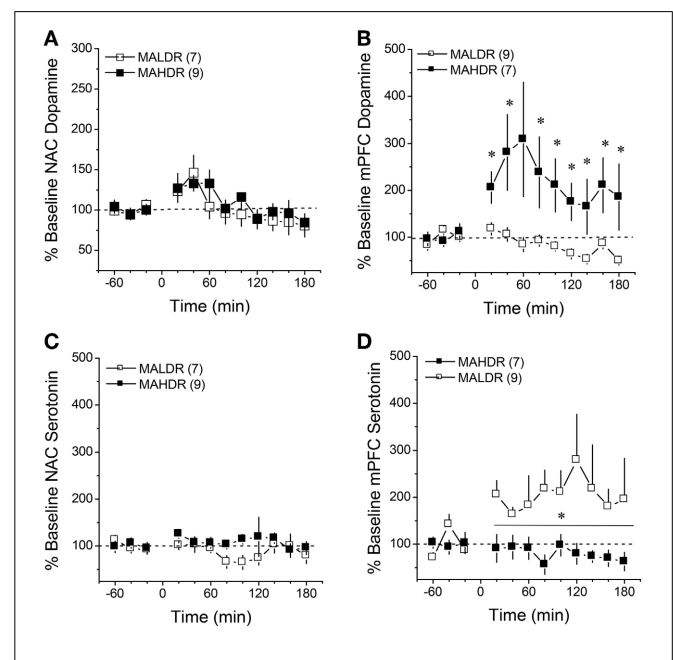 A
% Baseline NAC Dopamine
300
250
200
150
100
50
MALDR (7)
MAHDR (9)
-60 0 60 120 180
Time (min)
B
% Baseline mPFC Dopamine
500
400
300
200
100
MALDR (9)
MAHDR (7)
* * * * * * * *
-60 0 60 120 180
Time (min)
C
% Baseline NAC Serotonin
500
400
300
200
100
MALDR (7)
MAHDR (9)
-60 0 60 120 180
Time (min)
D
% Baseline mPFC Serotonin
500
400
300
200
100
MAHDR (7)
MALDR (9)
*
-60 0 60 120 180
Time (min)